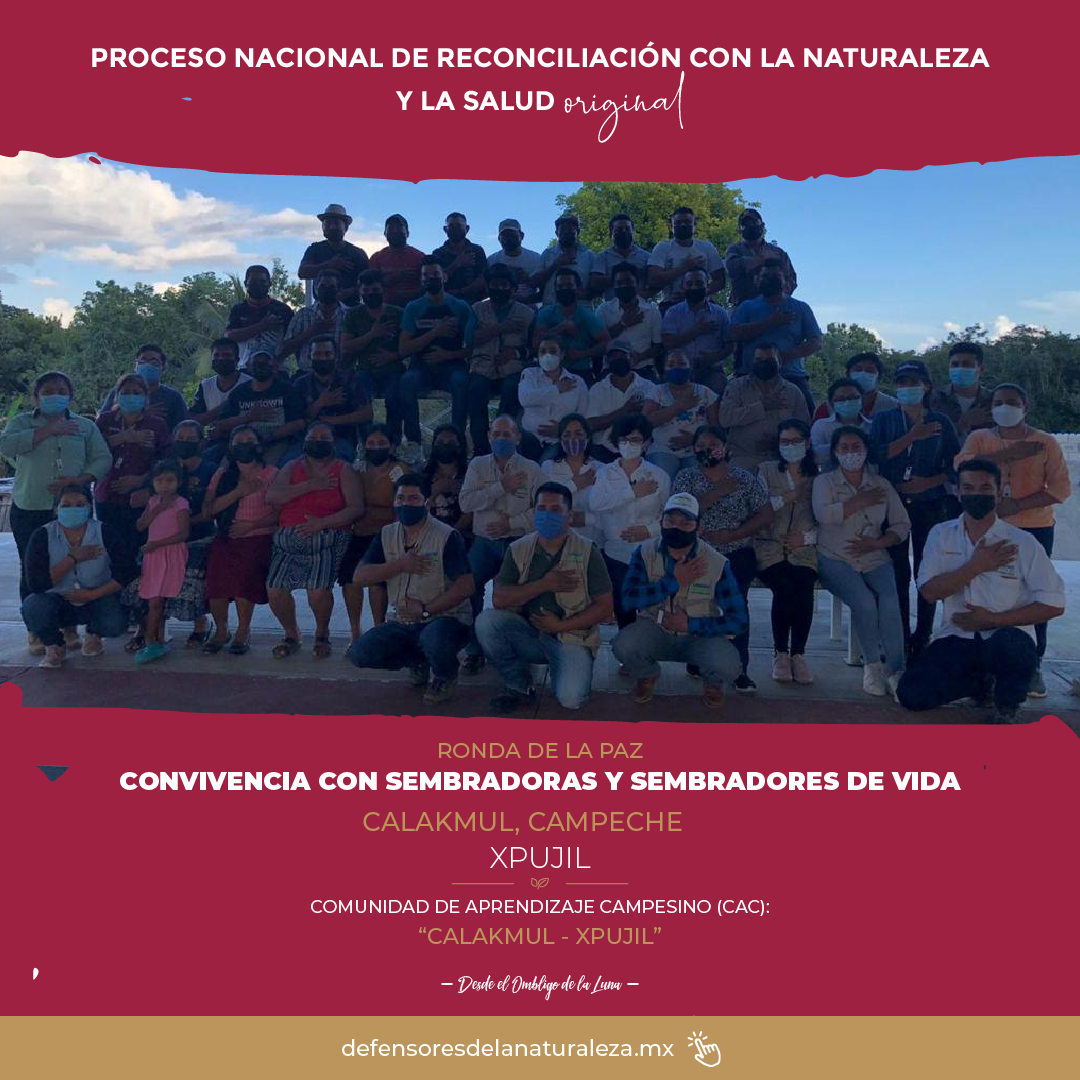 PROCESO NACIONAL DE RECONCILIACIÓN CON LA NATURALEZA
Y LA SALUD original
UNKNOWN
RONDA DE LA PAZ
CONVIVENCIA CON SEMBRADORAS Y SEMBRADORES DE VIDA
CALAKMUL, CAMPECHE
XPUJIL
COMUNIDAD DE APRENDIZAJE CAMPESINO (CAC):
“CALAKMUL - XPUJIL”
— Desde el Ombligo de la Luna —
defensoresdelanaturaleza.mx